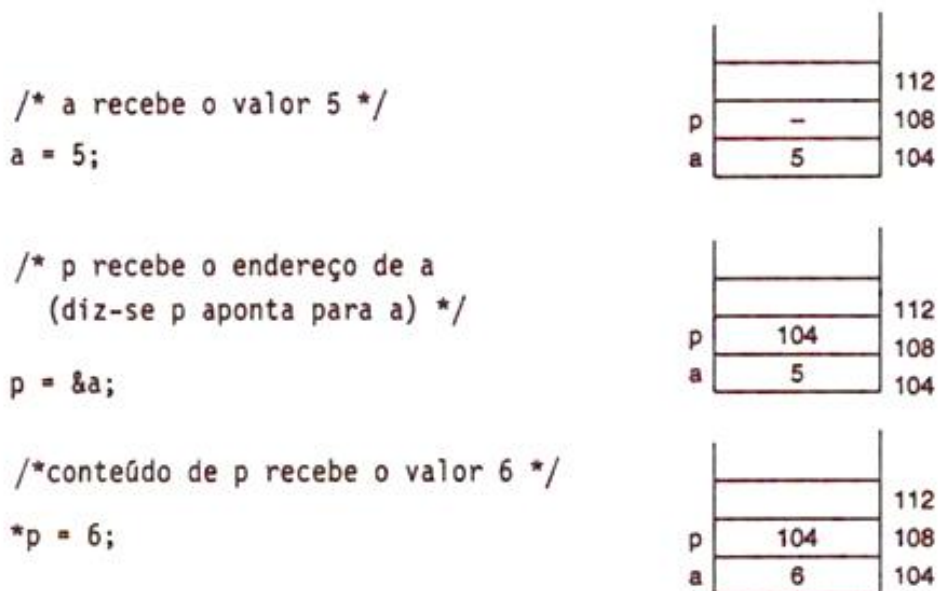 /* a recebe o valor 5 */
a = 5;
112
p – 108
a 5 104
/* p recebe o endereço de a
(diz-se p aponta para a) */
p = &a;
112
p 104 108
a 5 104
/*conteúdo de p recebe o valor 6 */
*p = 6;
112
p 104 108
a 6 104